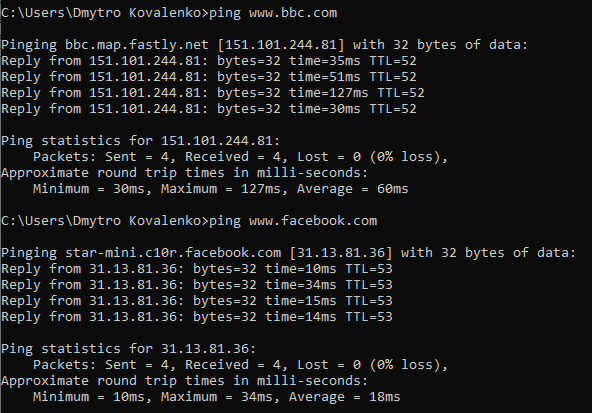 C:\Users\Dmytro Kovalenko>ping www.bbc.com
Pinging bbc.map.fastly.net [151.101.244.81] with 32 bytes of data:
Reply from 151.101.244.81: bytes=32 time=35ms TTL=52
Reply from 151.101.244.81: bytes=32 time=51ms TTL=52
Reply from 151.101.244.81: bytes=32 time=127ms TTL=52
Reply from 151.101.244.81: bytes=32 time=30ms TTL=52
Ping statistics for 151.101.244.81:
    Packets: Sent = 4, Received = 4, Lost = 0 (0% loss),
Approximate round trip times in milli-seconds:
    Minimum = 30ms, Maximum = 127ms, Average = 60ms
C:\Users\Dmytro Kovalenko>ping www.facebook.com
Pinging star-mini.c10r.facebook.com [31.13.81.36] with 32 bytes of data:
Reply from 31.13.81.36: bytes=32 time=10ms TTL=53
Reply from 31.13.81.36: bytes=32 time=34ms TTL=53
Reply from 31.13.81.36: bytes=32 time=15ms TTL=53
Reply from 31.13.81.36: bytes=32 time=14ms TTL=53
Ping statistics for 31.13.81.36:
    Packets: Sent = 4, Received = 4, Lost = 0 (0% loss),
Approximate round trip times in milli-seconds:
    Minimum = 10ms, Maximum = 34ms, Average = 18ms